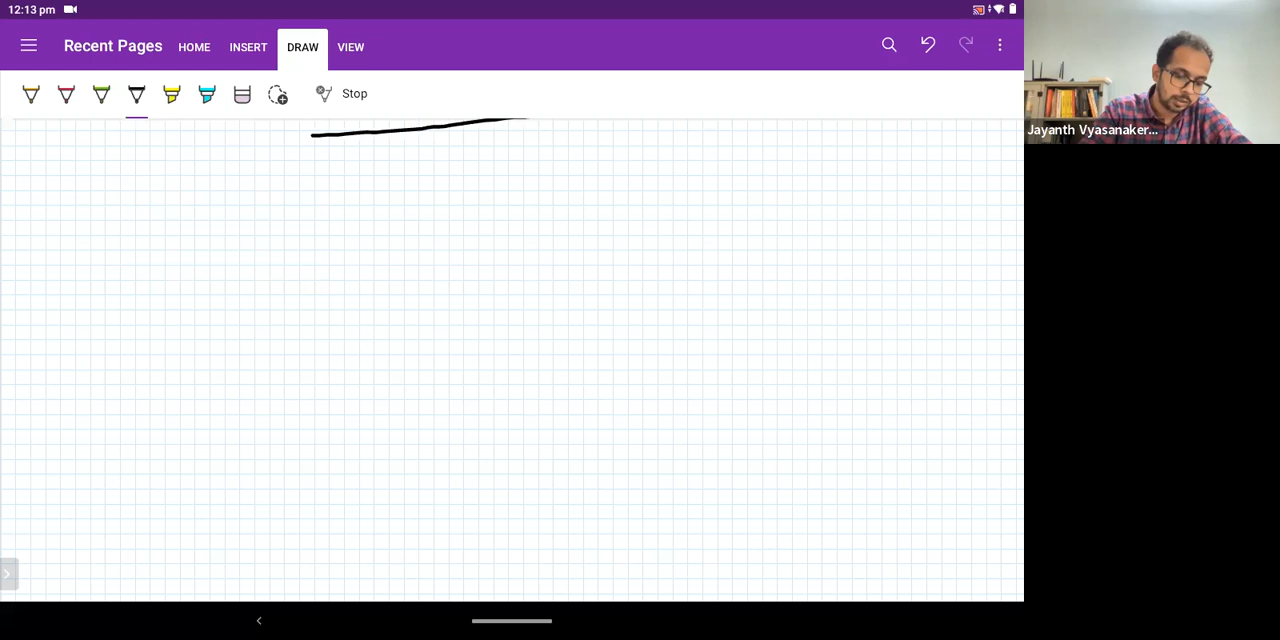 12:13 pm
Recent Pages HOME INSERT DRAW VIEW
Stop
Jayanth Vyasanaker...